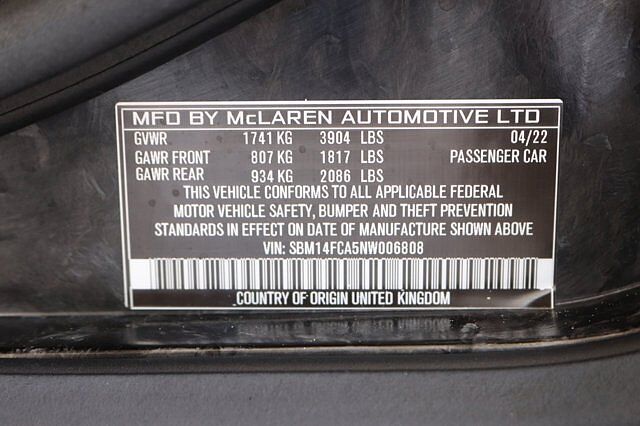 MFD BY McLAREN AUTOMOTIVE LTD
GVWR 1741 KG 3904 LBS 04/22
GAWR FRONT 807 KG 1817 LBS PASSENGER CAR
GAWR REAR 934 KG 2086 LBS
THIS VEHICLE CONFORMS TO ALL APPLICABLE FEDERAL
MOTOR VEHICLE SAFETY, BUMPER AND THEFT PREVENTION
STANDARDS IN EFFECT ON DATE OF MANUFACTURE SHOWN ABOVE
VIN: SBM14FCA5NW006808
COUNTRY OF ORIGIN UNITED KINGDOM